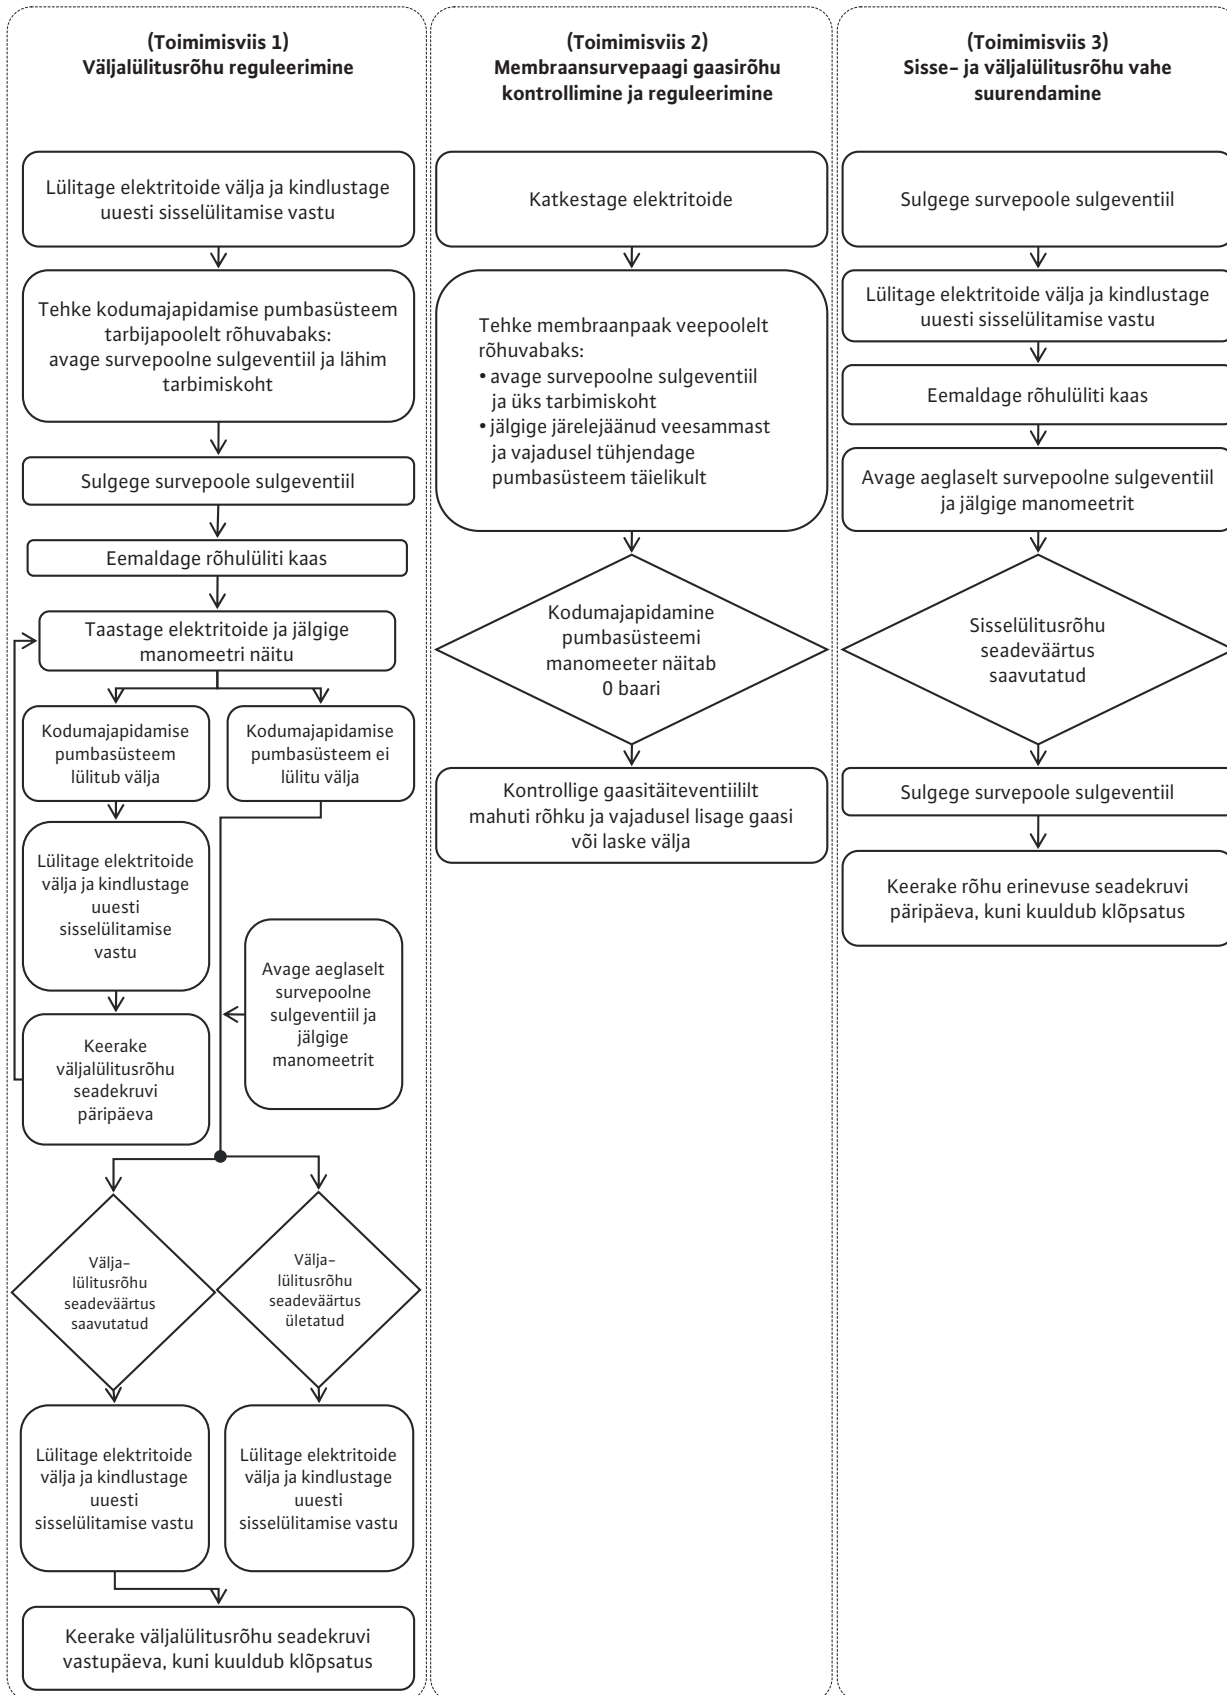 (Toimimisviis 1)
Väljalülitusrõhu reguleerimine
Lülitage elektritoide välja ja kindlustage
uuesti sisselülitamise vastu
Tehke kodumajapidamise pumbasüsteem
tarbijapoolelt rõhuvabaks:
avage survepoolne sulgeventiil ja lähim
tarbimiskoht
Sulgege survepoole sulgeventiil
Eemaldage rõhulüliti kaas
Taastage elektritoide ja jälgige
manomeetri näitu
Kodumajapidamise
pumbasüsteem
lülitub välja
Kodumajapidamise
pumbasüsteem ei
lülitu välja
Lülitage elektritoide
välja ja kindlustage
uuesti
sisselülitamise
vastu
Avage aeglaselt
survepoolne
sulgeventiil ja
jälgige
manomeetrit
Keerake
väljalülitusrõhu
seadekruvi
päripäeva
Välja-
lülitusrõhu
seadeväärtus
saavutatud
Välja-
lülitusrõhu
seadeväärtus
ületatud
Lülitage elektritoide
välja ja kindlustage
uuesti
sisselülitamise vastu
Lülitage elektritoide
välja ja kindlustage
uuesti
sisselülitamise vastu
Keerake väljalülitusrõhu seadekruvi
vastupäeva, kuni kuuldub klõpsatus
(Toimimisviis 2)
Membraansurvepaagi gaasirõhu
kontrollimine ja reguleerimine
Katkestage elektritoide
Tehke membraanpaak veepoolelt
rõhuvabaks:
• avage survepoolne sulgeventiil
ja üks tarbimiskoht
• jälgige järelejäänud veesammast
ja vajadusel tühjendage
pumbasüsteem täielikult
Kodumajapidamine
pumbasüsteemi
manomeeter näitab
0 baari
Kontrollige gaasitäiteventiililt
mahuti rõhku ja vajadusel lisage gaasi
või laske välja
(Toimimisviis 3)
Sisse- ja väljalülitusrõhu vahe
suurendamine
Sulgege survepoole sulgeventiil
Lülitage elektritoide välja ja kindlustage
uuesti sisselülitamise vastu
Eemaldage rõhulüliti kaas
Avage aeglaselt survepoolne sulgeventiil
ja jälgige manomeetrit
Sisselülitusrõhu
seadeväärtus
saavutatud
Sulgege survepoole sulgeventiil
Keerake rõhu erinevuse seadekruvi
päripäeva, kuni kuuldub klõpsatus